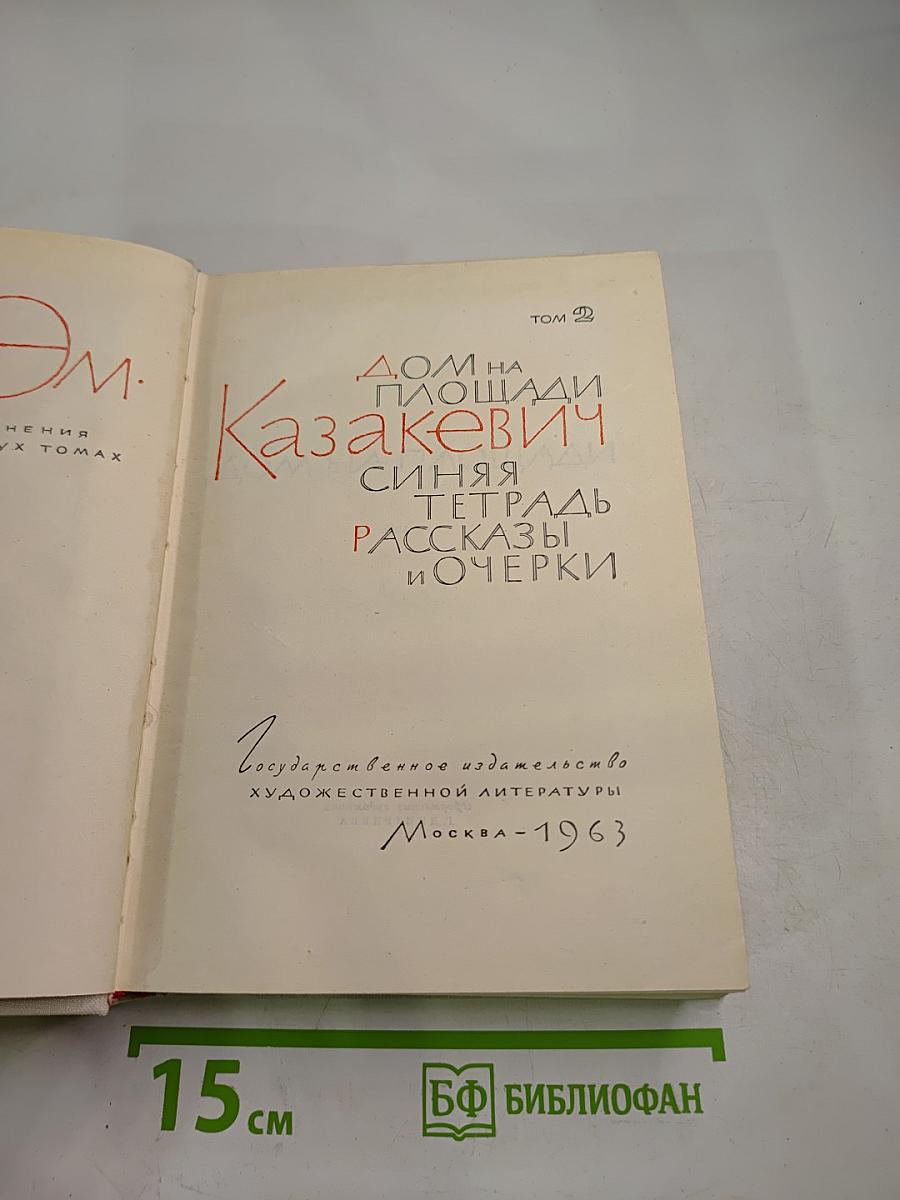 Эм.
НЕНИЯ
УХ ТОМАХ
ТОМ 2
ДОМ НА
ПЛОЩАДИ
Казакевич
СИНЯЯ
ТЕТРАДЬ
РАССКАЗЫ
И ОЧЕРКИ
Государственное издательство
ХУДОЖЕСТВЕННОЙ ЛИТЕРАТУРЫ
МОСКВА – 1963
15 см
БФ БИБЛИОФАН